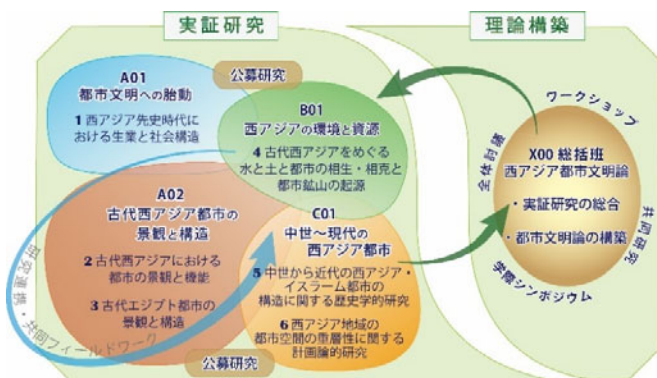 実証研究
理論構築
公募研究
A01
都市文明への胎動
1 西アジア先史時代に
おける生業と社会構造
B01
西アジアの環境と資源
4 古代西アジアをめぐる
水と土と都市の相生・相克と
都市鉱山の起源
A02
古代西アジア都市の
景観と構造
2 古代西アジアにおける
都市の景観と機能
3 古代エジプト都市の
景観と構造
C01
中世～現代の
西アジア都市
5 中世から近代の西アジア・
イスラーム都市の
構造に関する歴史学的研究
6 西アジア地域の
都市空間の重層性に関する
計画論的研究
公募研究
連携・共同フィールドワーク
ワークショップ
全体討議
X00 総括班
西アジア都市文明論
・実証研究の総合
・都市文明論の構築
共同研究
学際シンポジウム